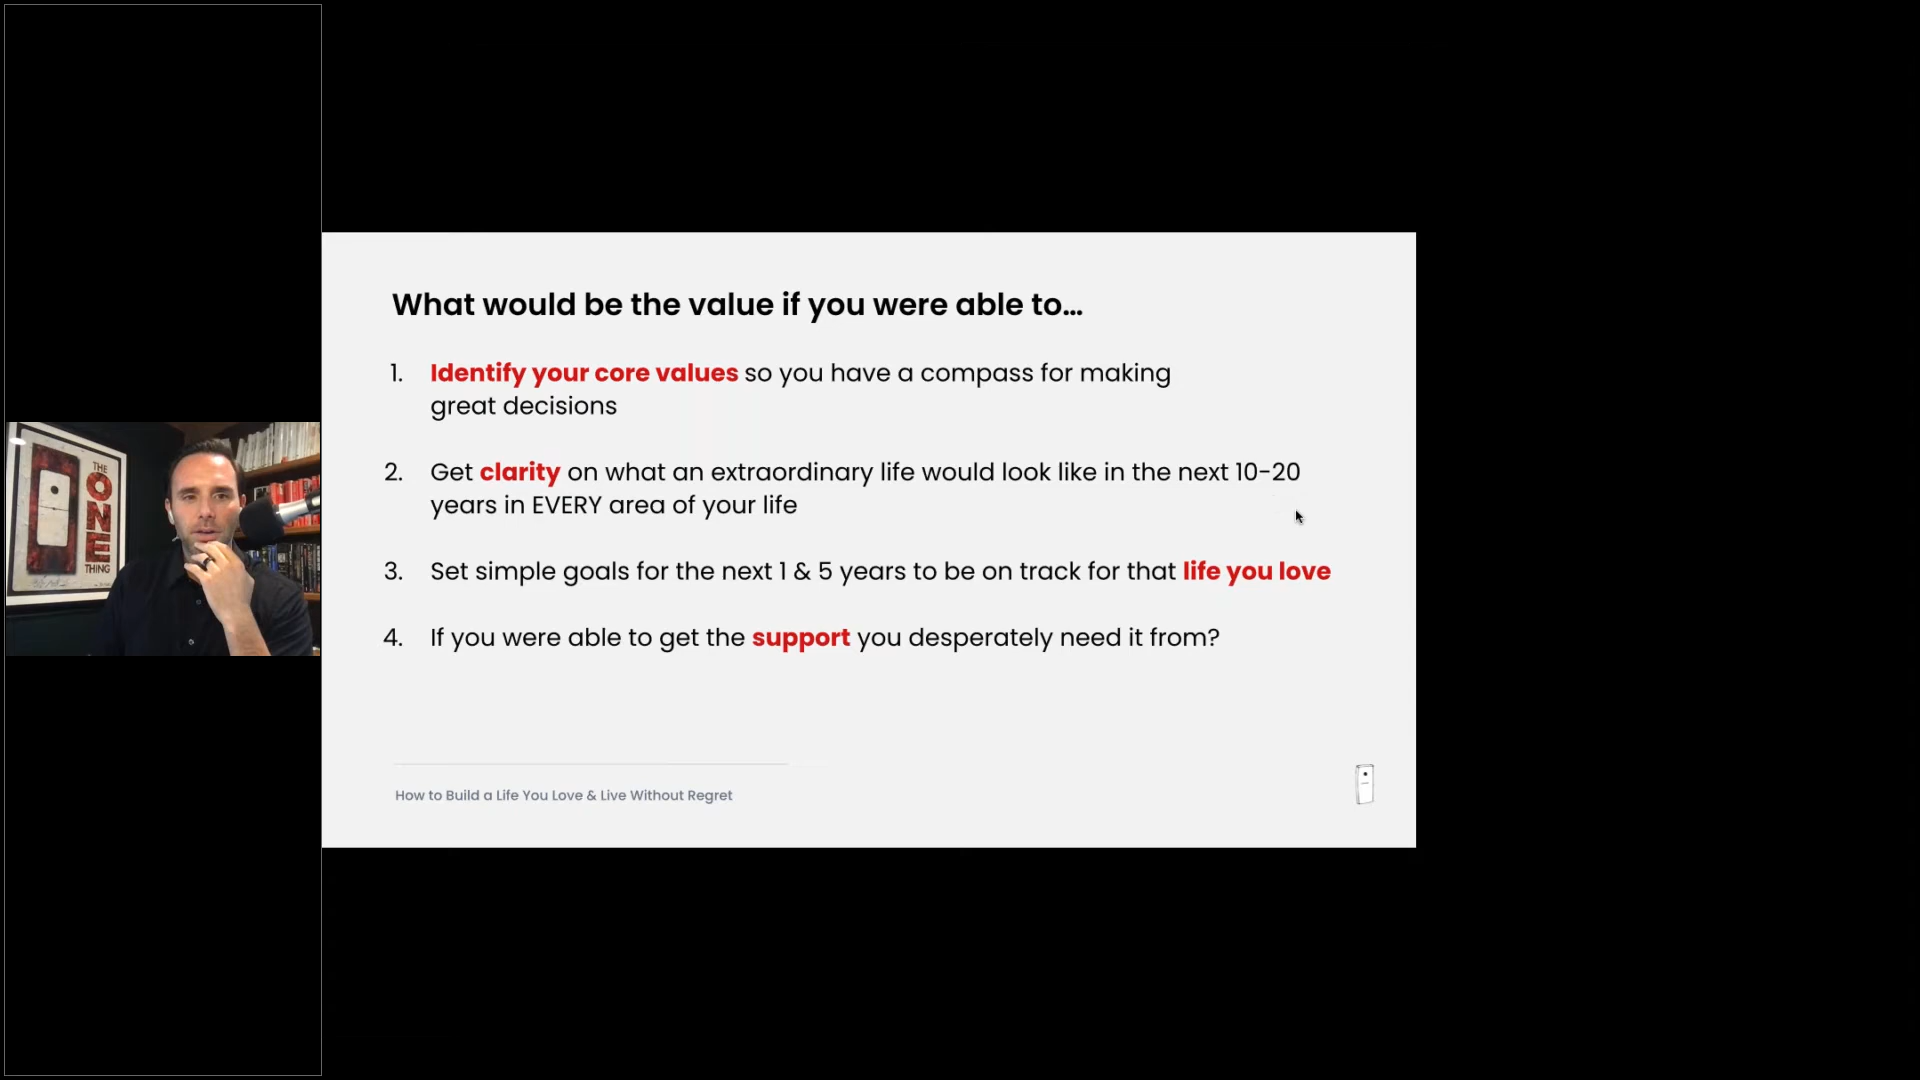 THE
ONE
THING
What would be the value if you were able to...
1. Identify your core values so you have a compass for making
great decisions
2. Get clarity on what an extraordinary life would look like in the next 10-20
years in EVERY area of your life
3. Set simple goals for the next 1 & 5 years to be on track for that life you love
4. If you were able to get the support you desperately need it from?
How to Build a Life You Love & Live Without Regret